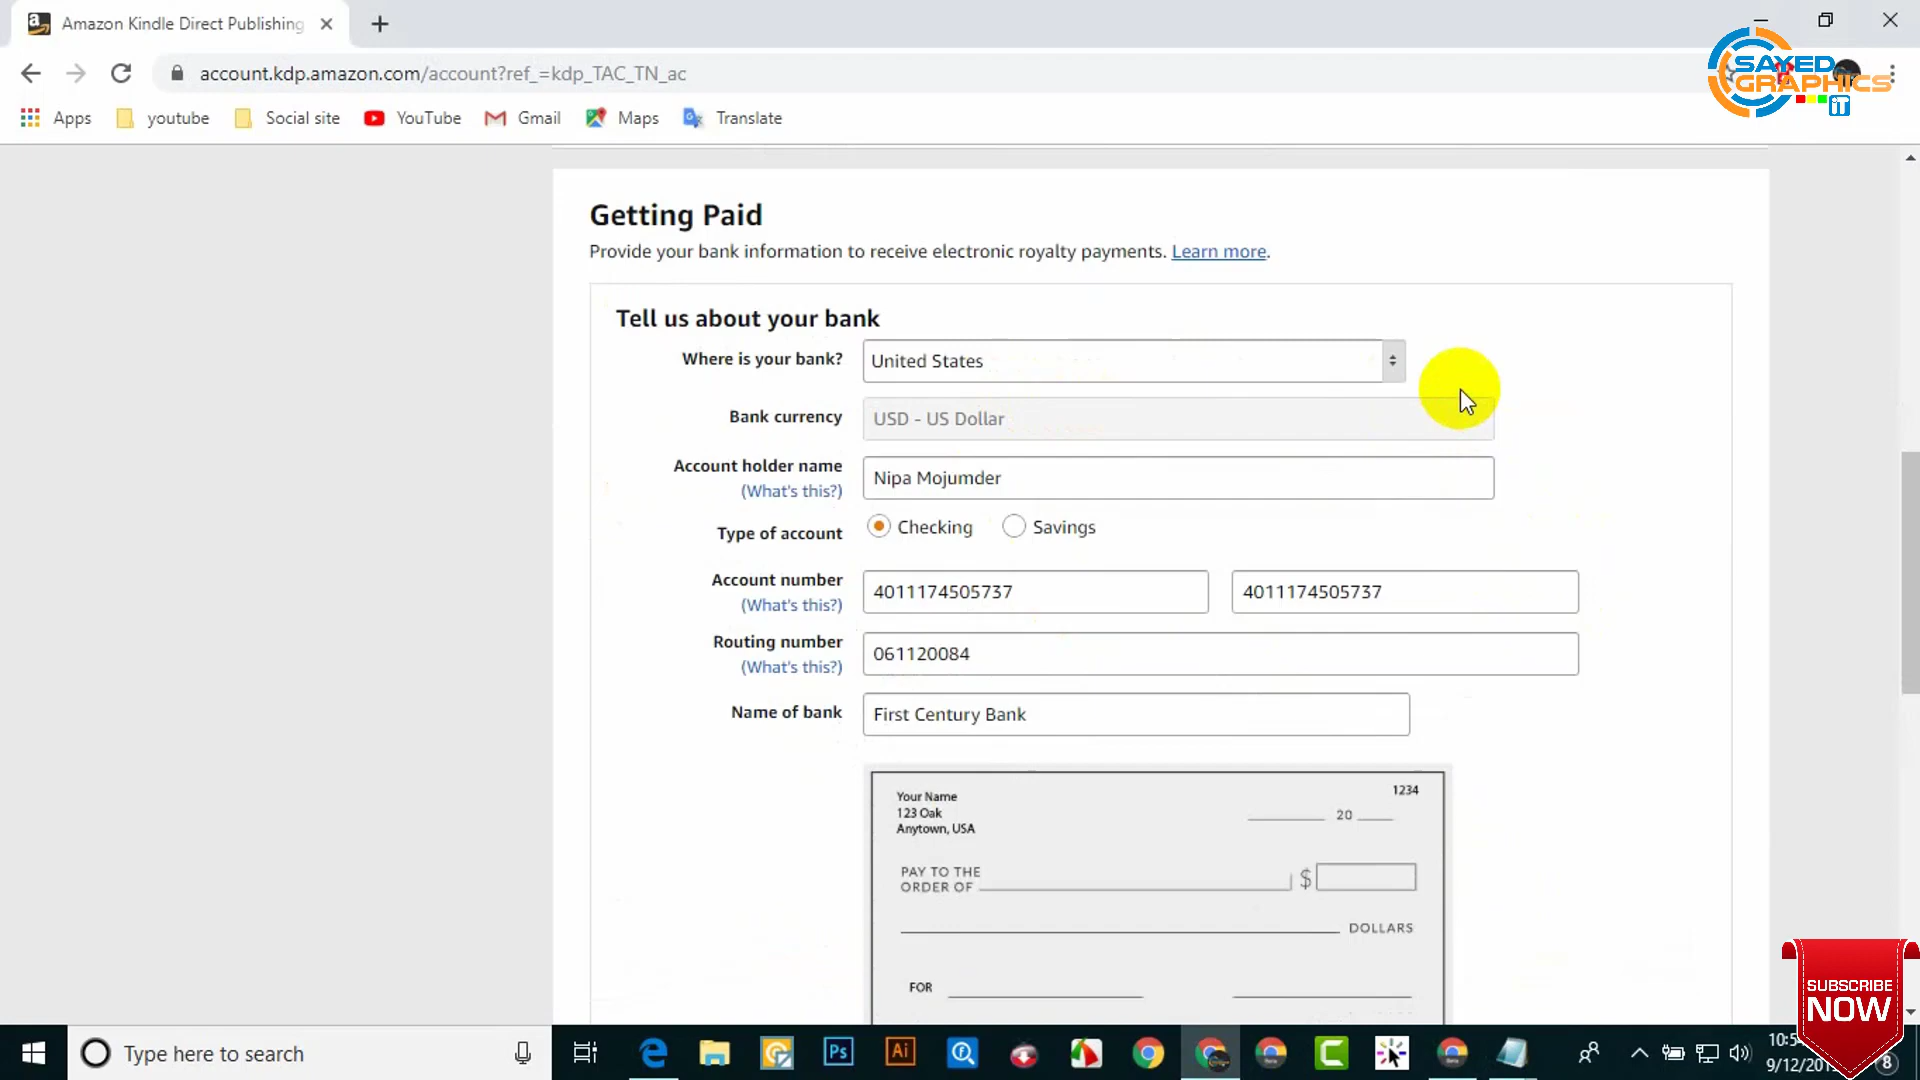 Amazon Kindle Direct Publishing
account.kdp.amazon.com/account?ref_=kdp_TAC_TN_ac
SAYED
GRAPHICS
iT
Apps youtube Social site YouTube Gmail Maps Translate
Getting Paid
Provide your bank information to receive electronic royalty payments. Learn more.
Tell us about your bank
Where is your bank? United States
Bank currency USD - US Dollar
Account holder name Nipa Mojumder
(What's this?)
Type of account Checking Savings
Account number 4011174505737 4011174505737
(What's this?)
Routing number 061120084
(What's this?)
Name of bank First Century Bank
Your Name 1234
123 Oak 20
Anytown, USA
PAY TO THE
ORDER OF $
DOLLARS
FOR
SUBSCRIBE
NOW
Type here to search
Ps Ai
9/12/20
8